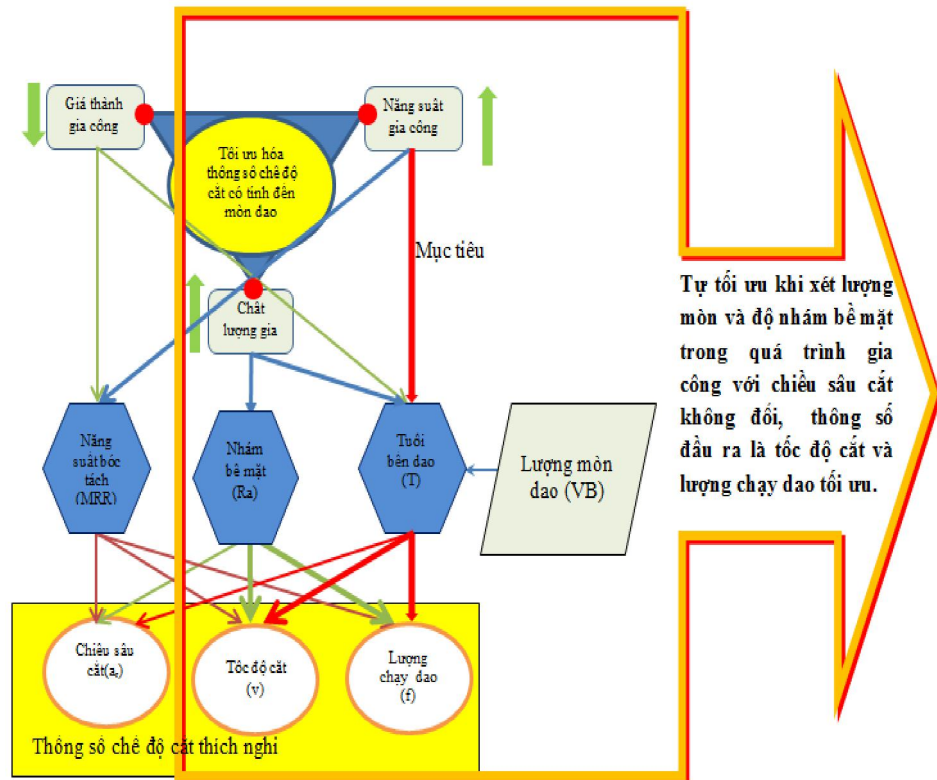 Giá thành
gia công
Năng suất
gia công
Tối ưu hóa
thông số chế độ
cắt có tính đến
mòn dao
Mục tiêu
Chất
lượng gia
Năng
suất bóc
tách
(MRR)
Nhám
bề mặt
(Ra)
Tuổi
bên dao
(T)
Lượng mòn
dao (VB)
Chiều sâu
cắt(aₑ)
Tốc độ cắt
(v)
Lượng
chạy dao
(f)
Thông số chế độ cắt thích nghi
Tự tối ưu khi xét lượng
mòn và độ nhám bề mặt
trong quá trình gia
công với chiều sâu cắt
không đổi, thông số
đầu ra là tốc độ cắt và
lượng chạy dao tối ưu.